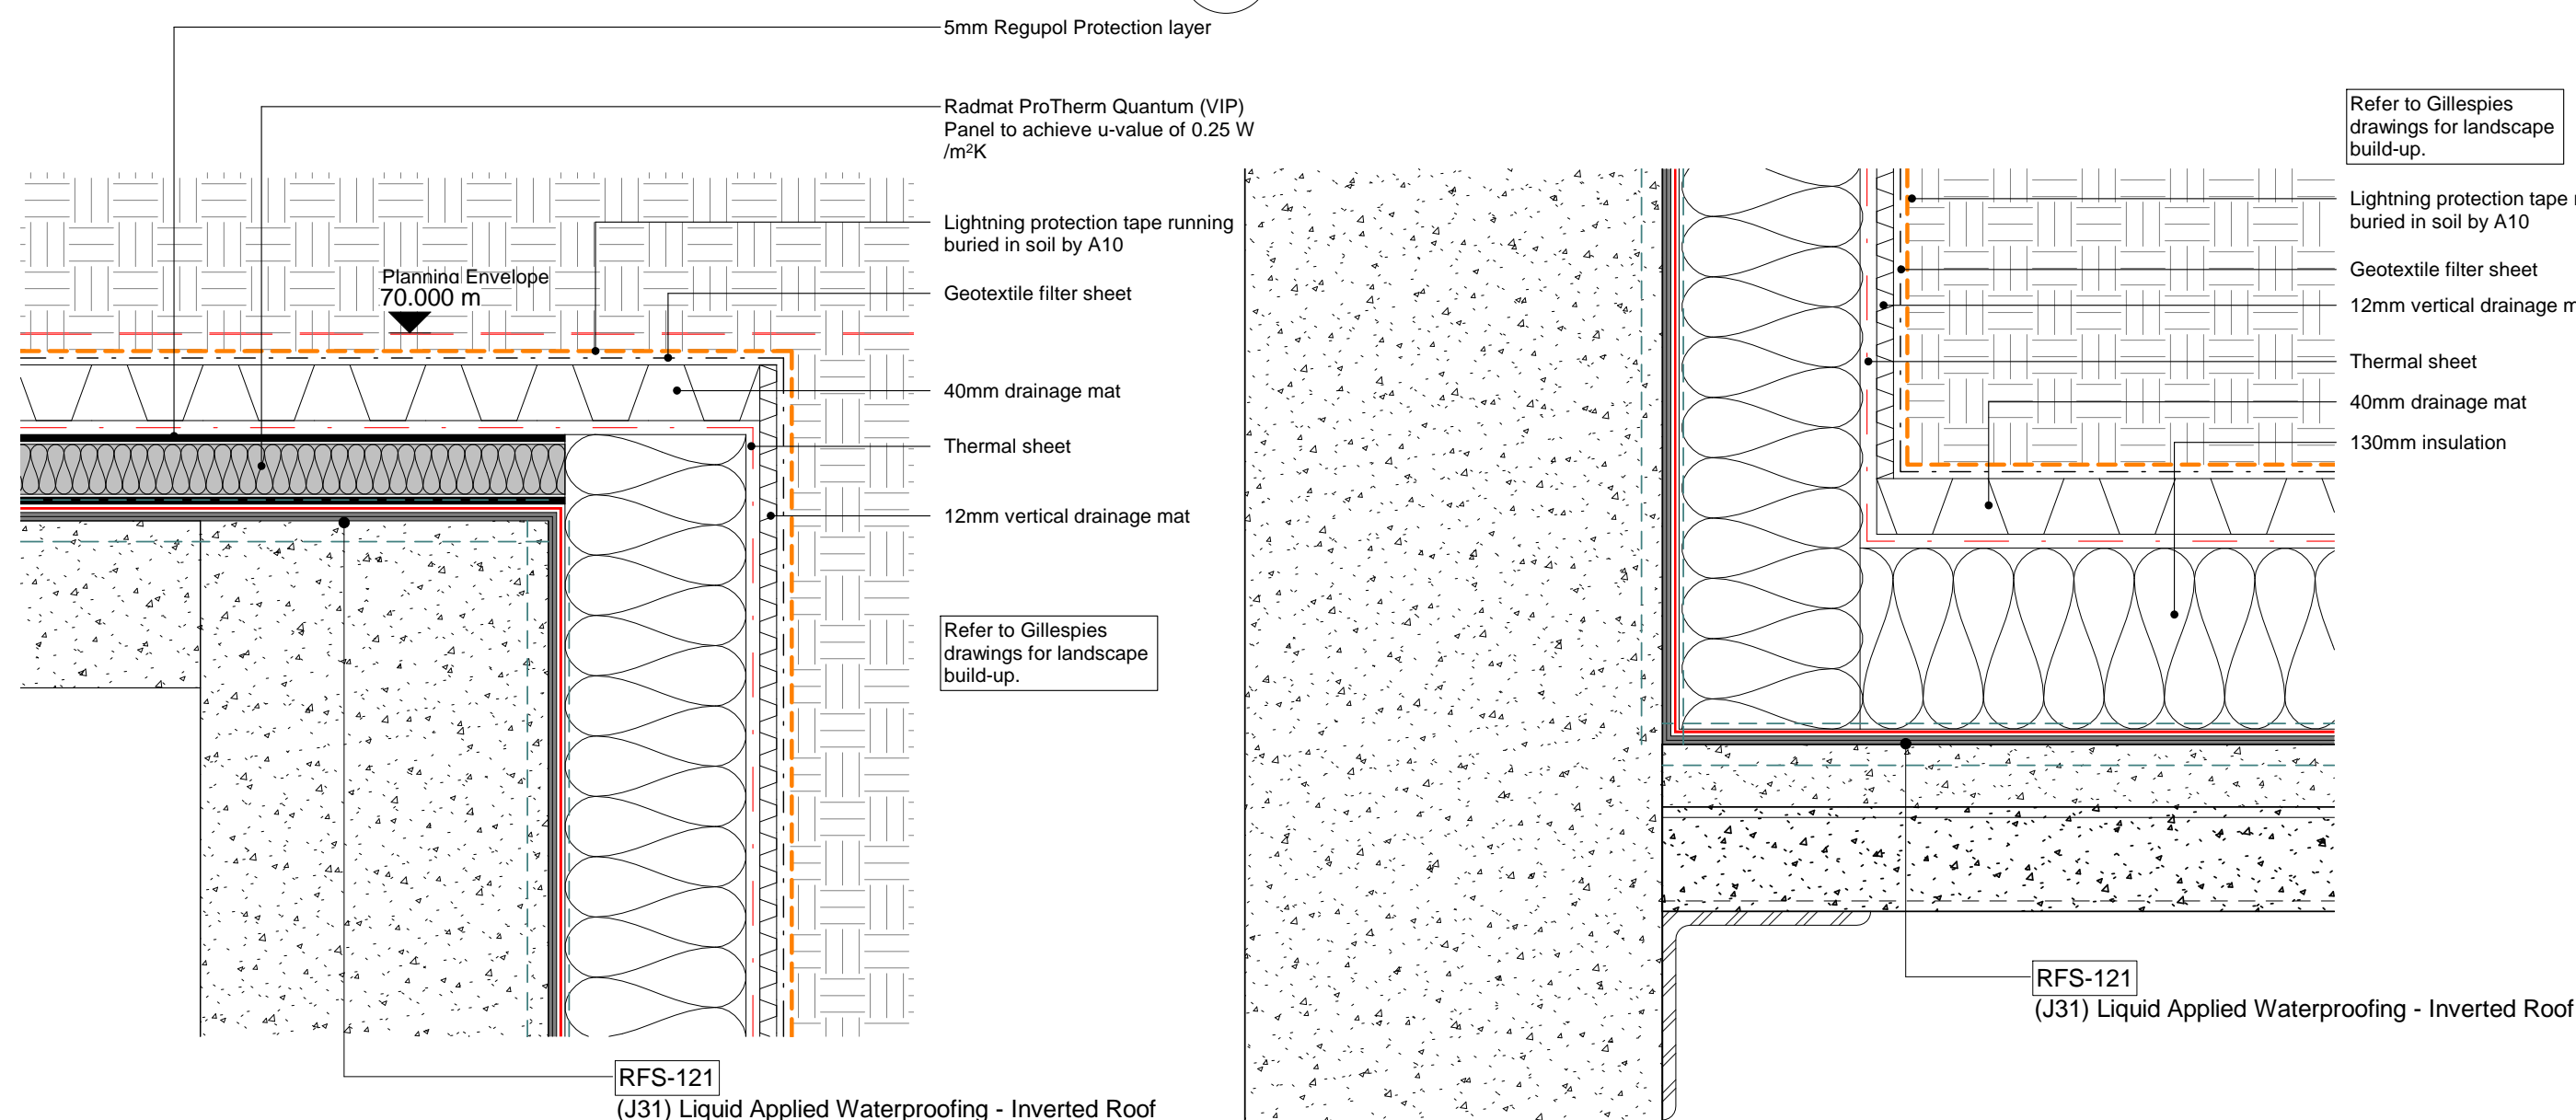 5mm Regupol Protection layer
Radmat ProTherm Quantum (VIP)
Panel to achieve u-value of 0.25 W
/m²K
Lightning protection tape running
buried in soil by A10
Planning Envelope
70.000 m
Geotextile filter sheet
40mm drainage mat
Thermal sheet
12mm vertical drainage mat
Refer to Gillespies
drawings for landscape
build-up.
RFS-121
(J31) Liquid Applied Waterproofing - Inverted Roof
Refer to Gillespies
drawings for landscape
build-up.
Lightning protection tape
buried in soil by A10
Geotextile filter sheet
12mm vertical drainage
Thermal sheet
40mm drainage mat
130mm insulation
RFS-121
(J31) Liquid Applied Waterproofing - Inverted Roof